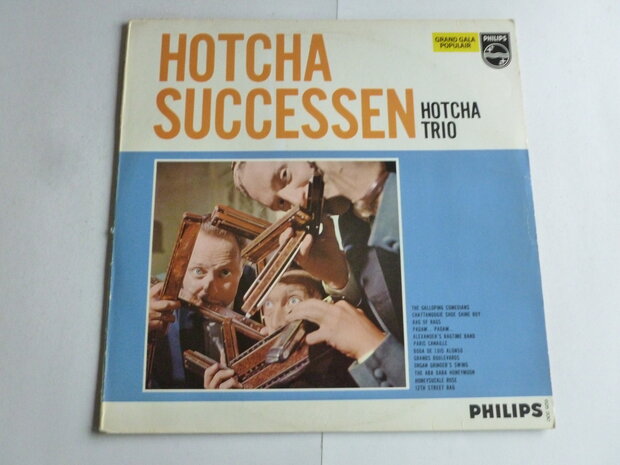 HOTCHA
SUCCESSEN
HOTCHA
TRIO
GRAND GALA
POPULAIR
PHILIPS
THE GALLOPING COMEDIANS
CHATTANOOGIE SHOE SHINE BOY
RAG OF RAGS
PADAM.. PADAM..
ALEXANDER'S RAGTIME BAND
PARIS CANAILLE
BODA DE LUIS ALONSO
GRANDS BOULEVARDS
ORGAN GRINDER'S SWING
THE ABA DABA HONEYMOON
HONEYSUCKLE ROSE
12TH STREET RAG
PHILIPS